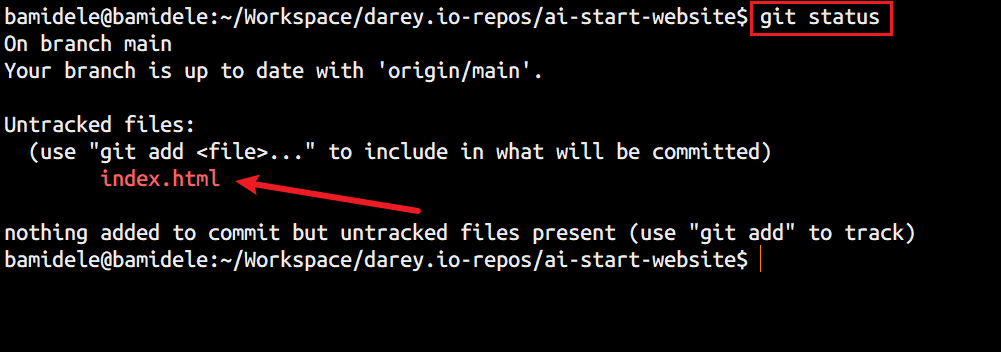 bamidele@bamidele:~/Workspace/darey.io-repos/ai-start-website$ git status
On branch main
Your branch is up to date with 'origin/main'.
Untracked files:
(use "git add <file>..." to include in what will be committed)
index.html
nothing added to commit but untracked files present (use "git add" to track)
bamidele@bamidele:~/Workspace/darey.io-repos/ai-start-website$